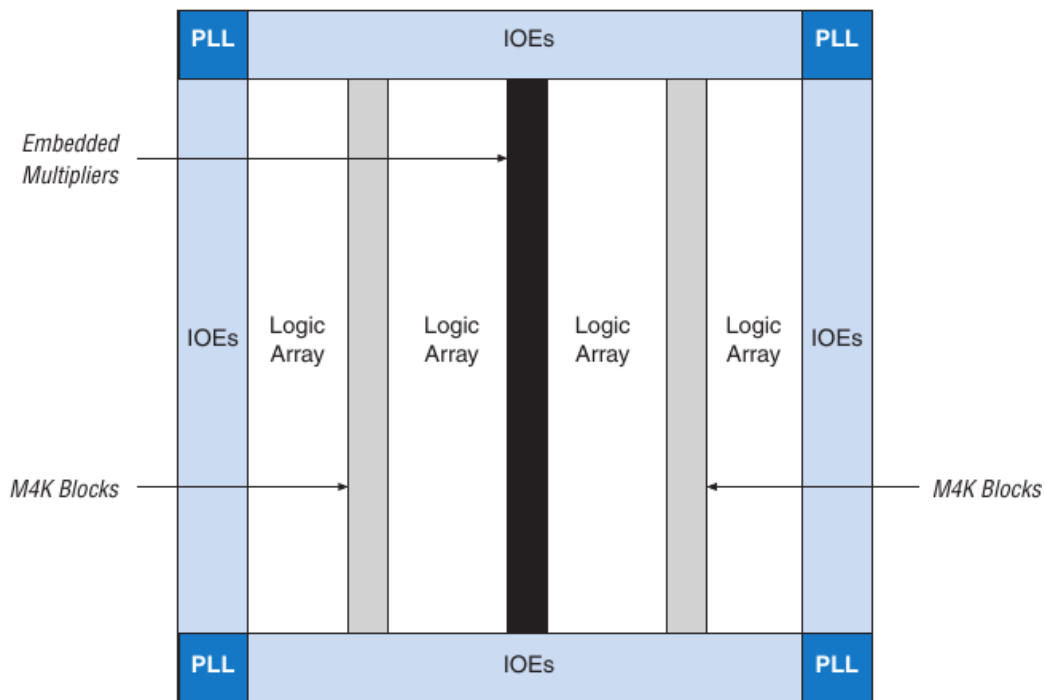 PLL
IOEs
PLL
Embedded
Multipliers
IOEs
Logic
Array
Logic
Array
Logic
Array
Logic
Array
IOEs
M4K Blocks
M4K Blocks
PLL
IOEs
PLL